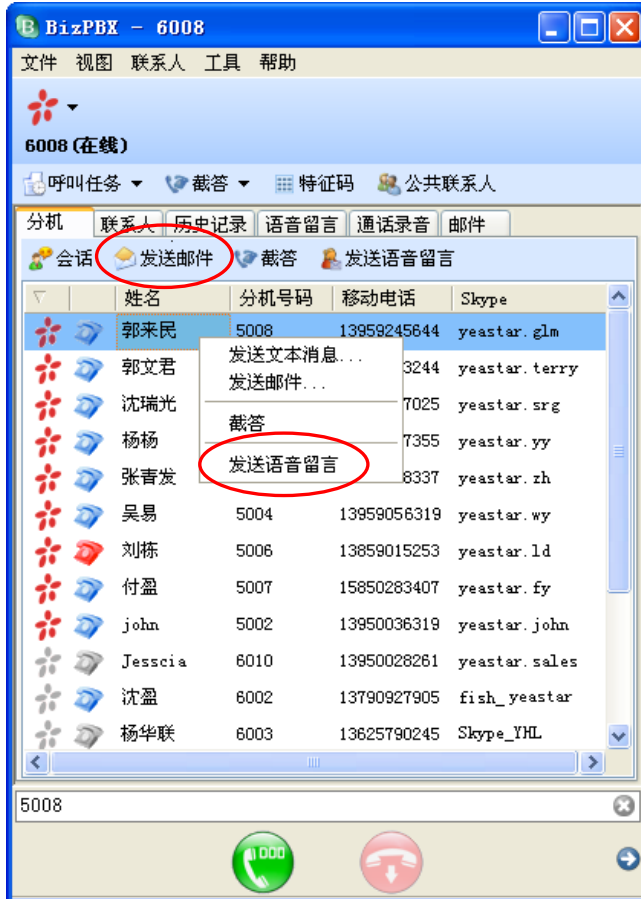 BizPBX - 6008
文件 视图 联系人 工具 帮助
6008 (在线)
呼叫任务 截答 特征码 公共联系人
分机 联系人 历史记录 语音留言 通话录音 邮件
会话 发送邮件 截答 发送语音留言
姓名 分机号码 移动电话 Skype
郭来民 5008 13959245644 yeastar.glm
郭文君 3244 yeastar.terry
沈瑞光 7025 yeastar.srg
杨杨 7355 yeastar.yy
张青发 8337 yeastar.zh
发送文本消息...
发送邮件...
截答
发送语音留言
吴易 5004 13959056319 yeastar.wy
刘栋 5006 13859015253 yeastar.ld
付盈 5007 15850283407 yeastar.fy
john 5002 13950036319 yeastar.john
Jesscia 6010 13950028261 yeastar.sales
沈盈 6002 13790927905 fish_yeastar
杨华联 6003 13625790245 Skype_YHL
5008